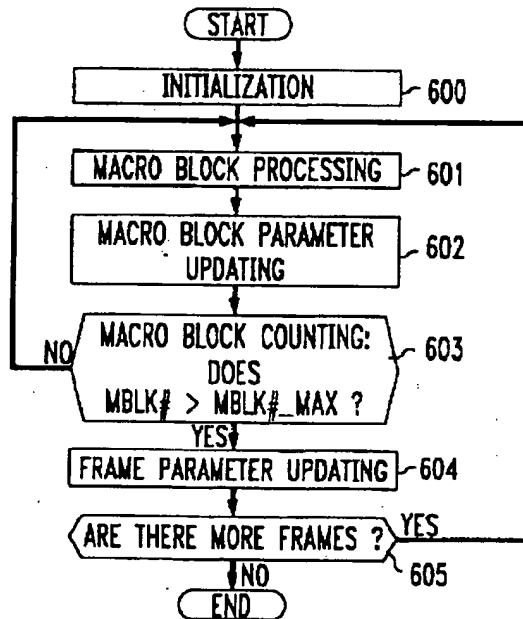 START
INITIALIZATION
600
MACRO BLOCK PROCESSING
601
MACRO BLOCK PARAMETER
UPDATING
602
MACRO BLOCK COUNTING:
DOES
MBLK# > MBLK#_MAX ?
603
NO
YES
FRAME PARAMETER UPDATING
604
ARE THERE MORE FRAMES ?
YES
605
NO
END